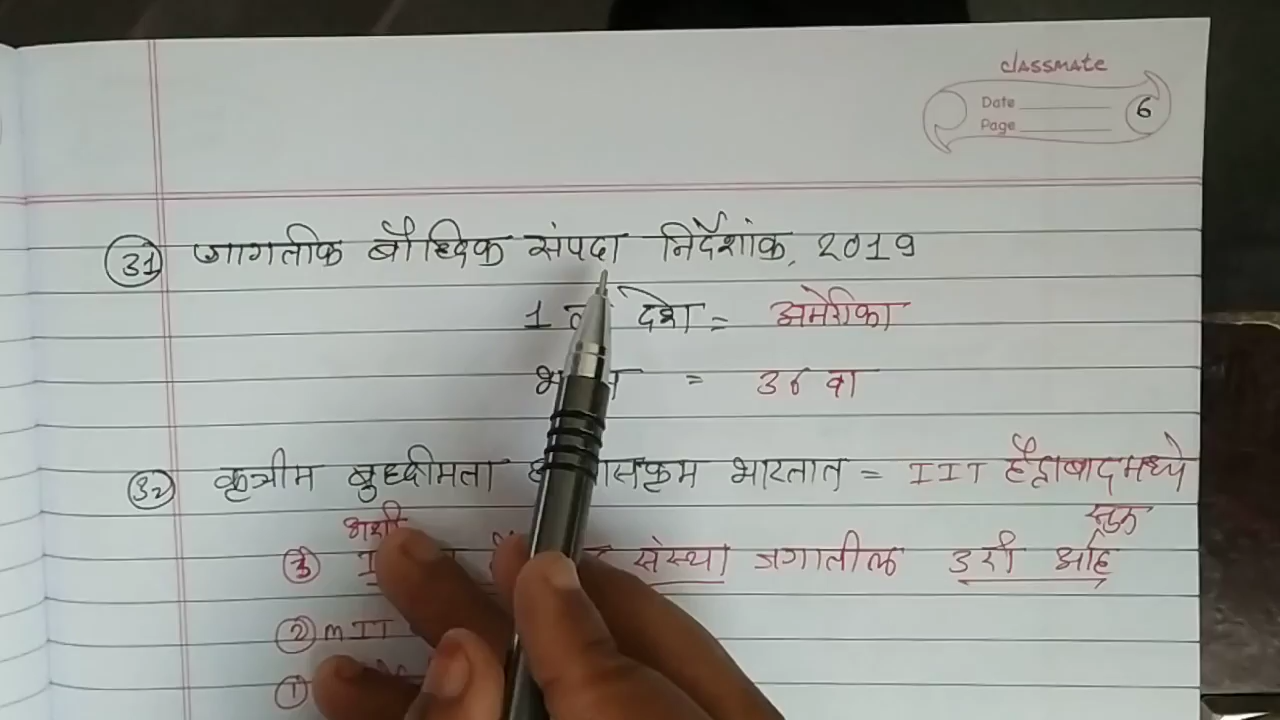 classmate
Date
Page 6
31 जागतीक बौध्दिक संपदा निर्देशांक, 2019
1 देश = अमेरीका
= 36 वा
32 कृत्रीम बुध्दीमता भारतात = IIT हैद्राबादमध्ये
अशी सुरू
3 संस्था जगातील 3री आहे
2 MIT
1